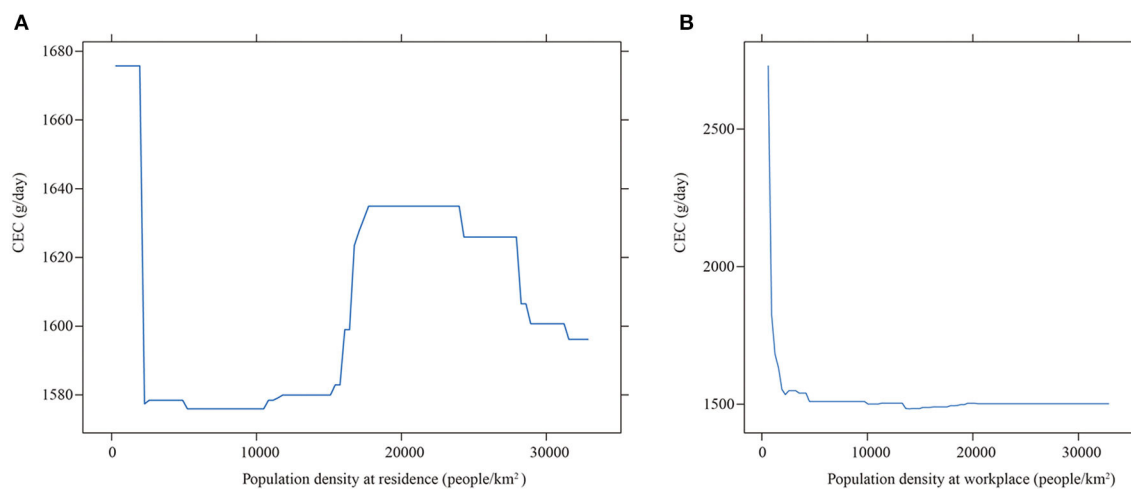 A
CEC (g/day)
1680
1660
1640
1620
1600
1580
0 10000 20000 30000
Population density at residence (people/km²)
B
CEC (g/day)
2500
2000
1500
0 10000 20000 30000
Population density at workplace (people/km²)